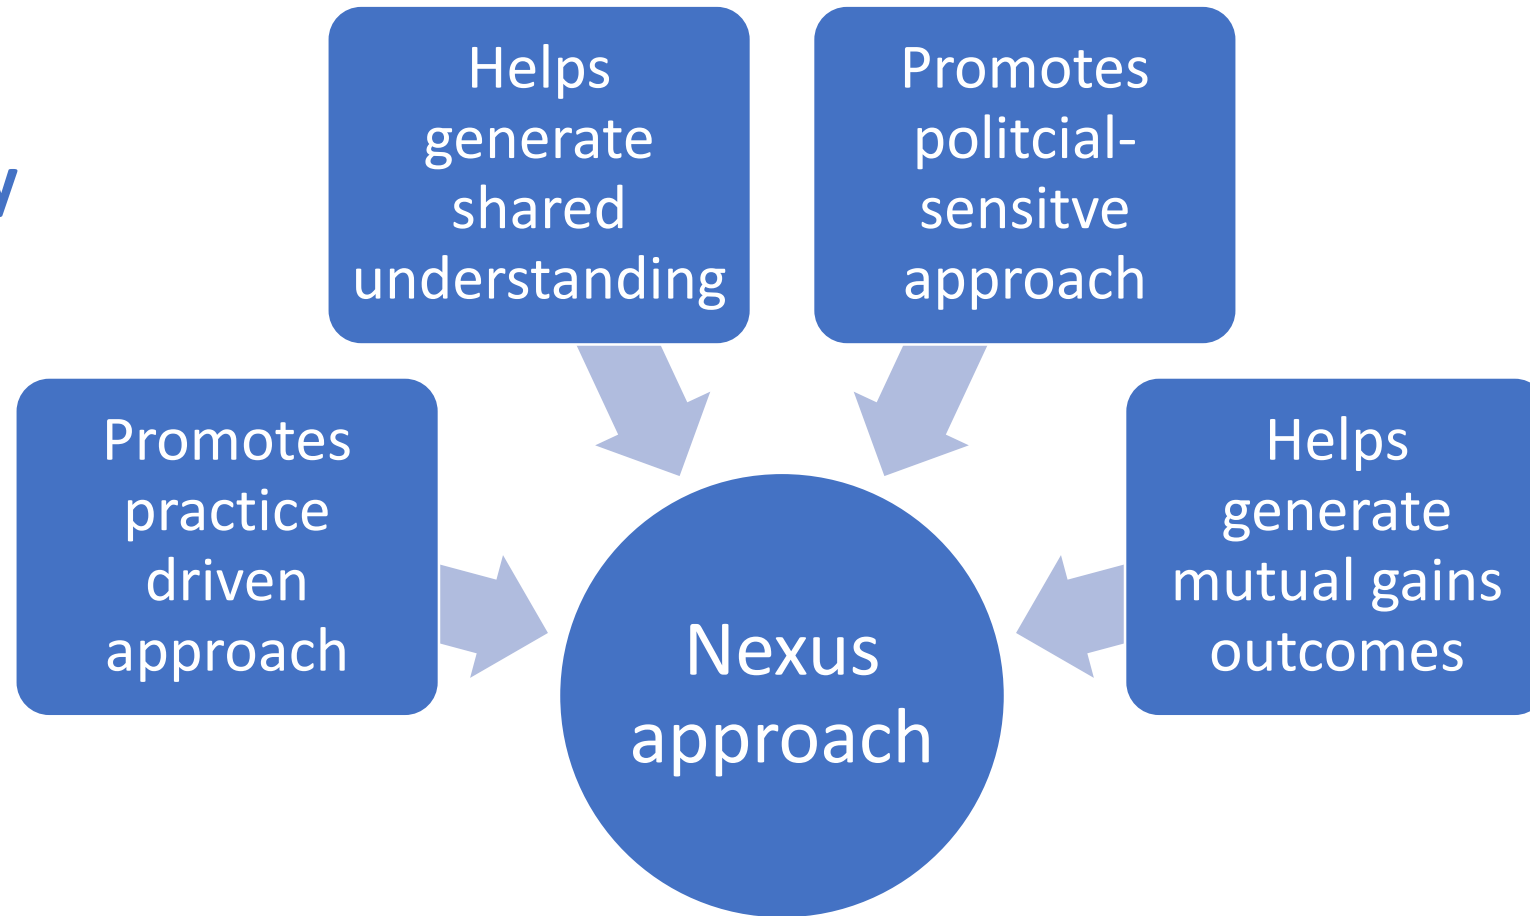 Helps
generate
shared
understanding
Promotes
politcial-
sensitve
approach
Promotes
practice
driven
approach
Helps
generate
mutual gains
outcomes
Nexus
approach